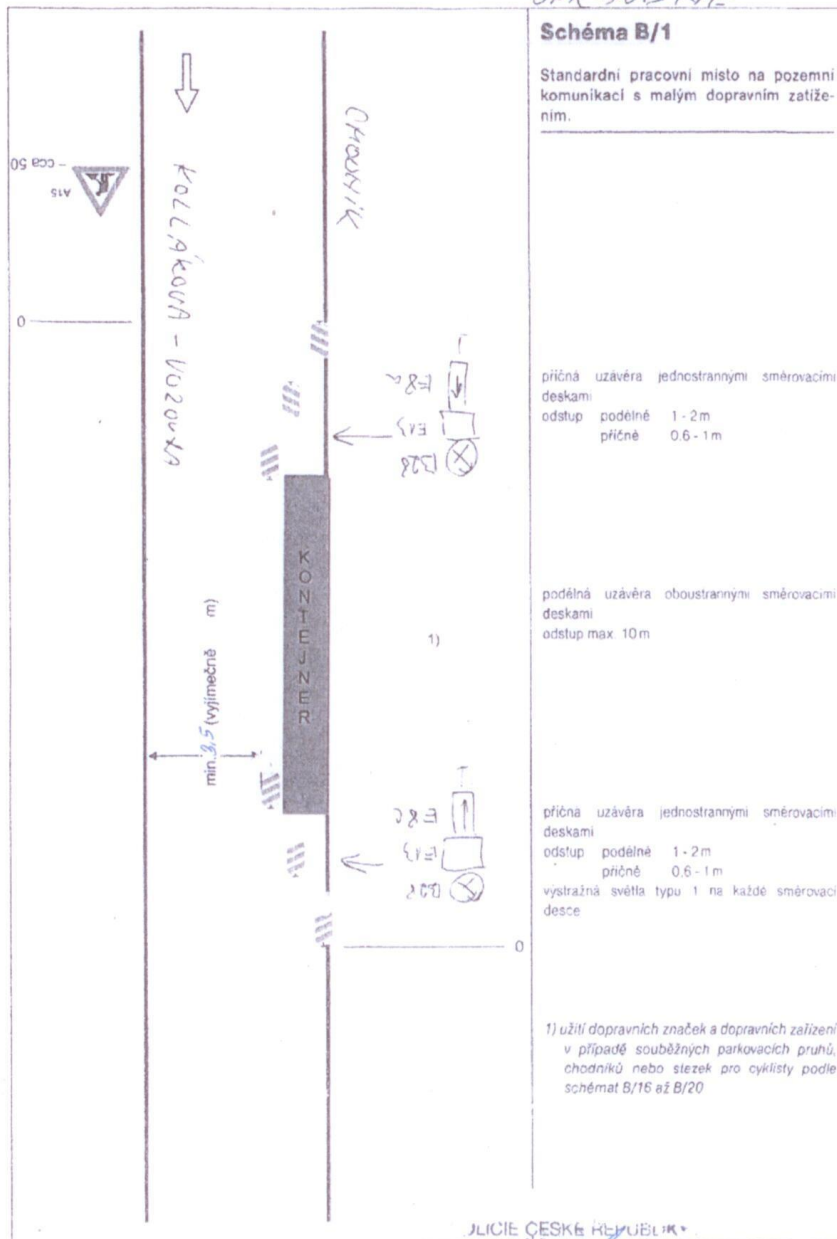 Schéma B/1
Standardní pracovní místo na pozemní
komunikaci s malým dopravním zatíže-
ním.
A15
– cca 50
0
KOLLÁROVA - VOZOVKA
CHODNÍK
E8a
E13
B28
příčná uzávěra jednostrannými směrovacími
deskami
odstup podélné 1 - 2 m
příčné 0.6 - 1 m
KONTEJNER
1)
min. 3,5 (vyjímečně m)
podélná uzávěra oboustrannými směrovacími
deskami
odstup max. 10 m
E8c
E13
B28
příčná uzávěra jednostrannými směrovacími
deskami
odstup podélné 1 - 2 m
příčné 0.6 - 1 m
výstražná světla typu 1 na každé směrovací
desce
0
1) užití dopravních značek a dopravních zařízení
v případě souběžných parkovacích pruhů,
chodníků nebo stezek pro cyklisty podle
schémat B/16 až B/20
ČESKÉ REPUBLIKY